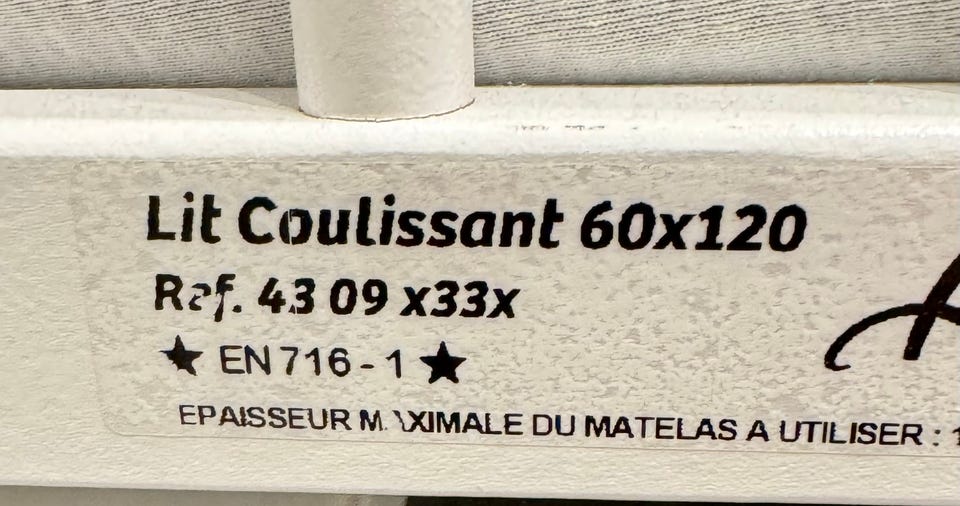 Lit Coulissant 60x120
Ref. 43 09 x33x
★ EN 716 - 1 ★
EPAISSEUR MAXIMALE DU MATELAS A UTILISER :